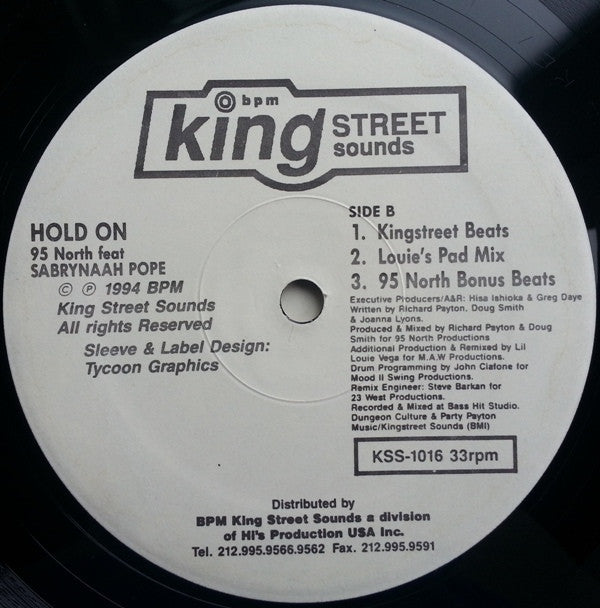 bpm
king STREET
sounds
HOLD ON
95 North feat
SABRYNAAH POPE
© ℗ 1994 BPM
King Street Sounds
All rights Reserved
Sleeve & Label Design:
Tycoon Graphics
SIDE B
1. Kingstreet Beats
2. Louie's Pad Mix
3. 95 North Bonus Beats
Executive Producers/A&R: Hisa Ishioka & Greg Daye
Written by Richard Payton, Doug Smith
& Joanna Lyons.
Produced & Mixed by Richard Payton & Doug
Smith for 95 North Productions
Additional Production & Remixed by Lil
Louie Vega for M.A.W Productions.
Drum Programming by John Ciafone for
Mood II Swing Productions.
Remix Engineer: Steve Barkan for
23 West Productions.
Recorded & Mixed at Bass Hit Studio.
Dungeon Culture & Party Payton
Music/Kingstreet Sounds (BMI)
KSS-1016 33rpm
Distributed by
BPM King Street Sounds a division
of Hi's Production USA Inc.
Tel. 212.995.9566.9562 Fax. 212.995.9591